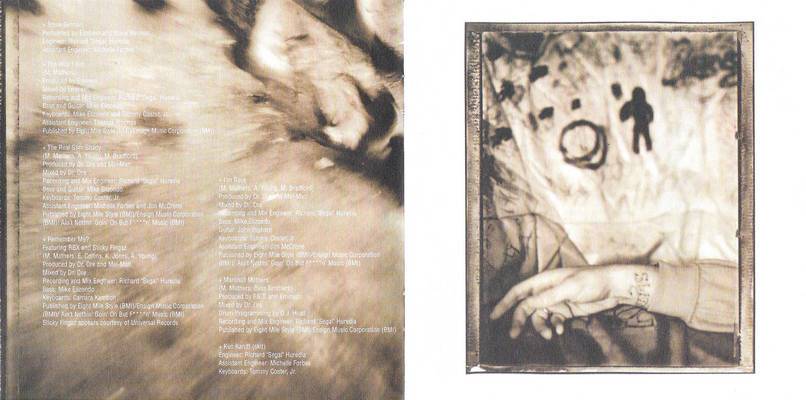 + Steve Berman
Performed by Eminem and Steve Berman
Engineer: Richard "Segal" Huredia
Assistant Engineer: Michelle Forbes
+ The Way I Am
(M. Mathers)
Produced by Eminem
Mixed by Eminem
Recording and Mix Engineer: Richard "Segal" Huredia
Bass and Guitar: Mike Elizondo
Keyboards: Mike Elizondo and Tommy Coster, Jr.
Assistant Engineer:
Published by Eight Mile Style (BMI)/Ensign Music Corporation (BMI)
+ The Real Slim Shady
(M. Mathers, A. Young, M. Bradford)
Produced by Dr. Dre and Mel-Man
Mixed by Dr. Dre
Recording and Mix Engineer: Richard "Segal" Huredia
Bass and Guitar: Mike Elizondo
Keyboards: Tommy Coster, Jr.
Assistant Engineer: Michelle Forbes and Jim McCrone
Published by Eight Mile Style (BMI)/Ensign Music Corporation
(BMI)/ Ain't Nothin' Goin' On But F****n' Music (BMI)
+ Remember Me?
Featuring RBX and Sticky Fingaz
(M. Mathers, E. Collins, K. Jones, A. Young)
Produced by Dr. Dre and Mel-Man
Mixed by Dr. Dre
Recording and Mix Engineer: Richard "Segal" Huredia
Bass: Mike Elizondo
Keyboards: Camara Kambon
Published by Eight Mile Style (BMI)/Ensign Music Corporation
(BMI)/ Ain't Nothin' Goin' On But F****n' Music (BMI)
Sticky Fingaz appears courtesy of Universal Records
+ I'm Back
(M. Mathers, A. Young, M. Bradford)
Produced by Dr. Dre and Mel-Man
Mixed by Dr. Dre
Recording and Mix Engineer: Richard "Segal" Huredia
Bass: Mike Elizondo
Guitar: John Bigham
Keyboards: Tommy Coster, Jr.
Assistant Engineer: Jim McCrone
Published by Eight Mile Style (BMI)/Ensign Music Corporation
(BMI)/ Ain't Nothin' Goin' On But F****n' Music (BMI)
+ Marshall Mathers
(M. Mathers, Bass Brothers)
Produced by F.B.T. and Eminem
Mixed by Dr. Dre
Drum Programming by D.J. Head
Recording and Mix Engineer: Richard "Segal" Huredia
Published by Eight Mile Style (BMI)/Ensign Music Corporation (BMI)
+ Ken Kaniff (skit)
Engineer: Richard "Segal" Huredia
Assistant Engineer: Michelle Forbes
Keyboards: Tommy Coster, Jr.